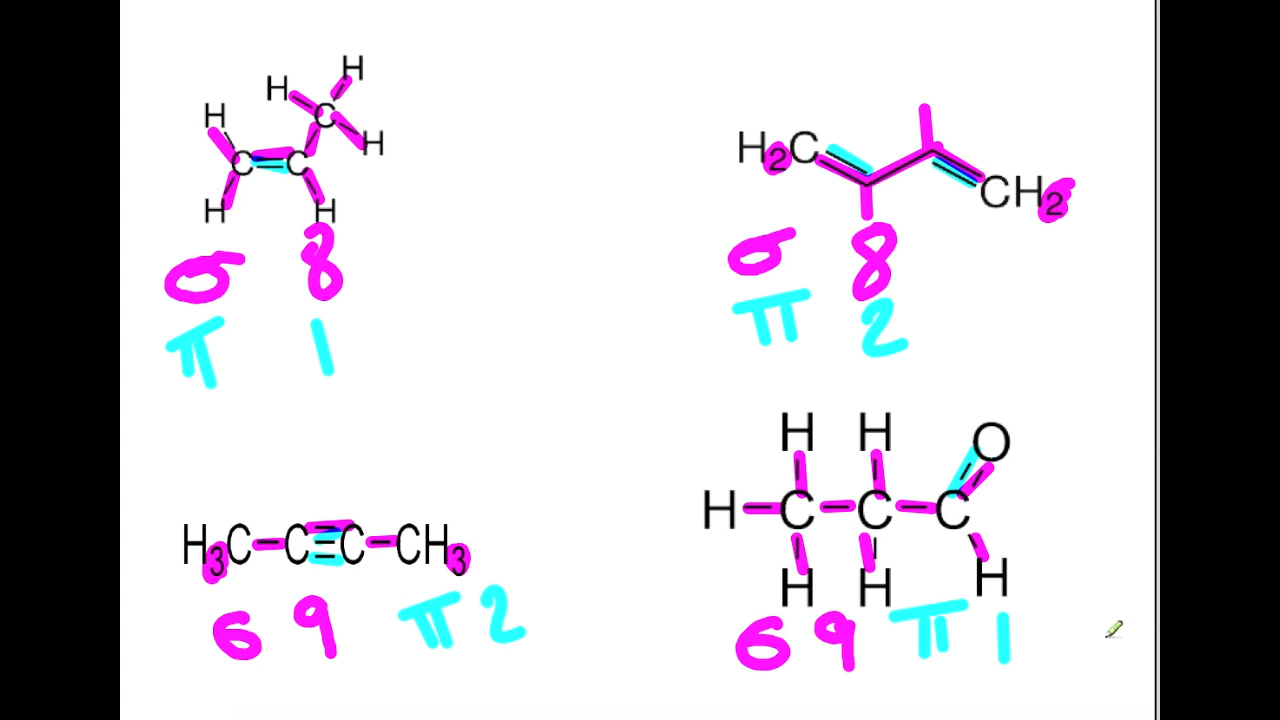 H
H
H
C
H
C
C
H
H
σ 8
π 1
H2C
CH2
σ 8
π 2
H3C-C≡C-CH3
σ 9 π 2
H H O
H-C-C-C
H H H
σ 9 π 1